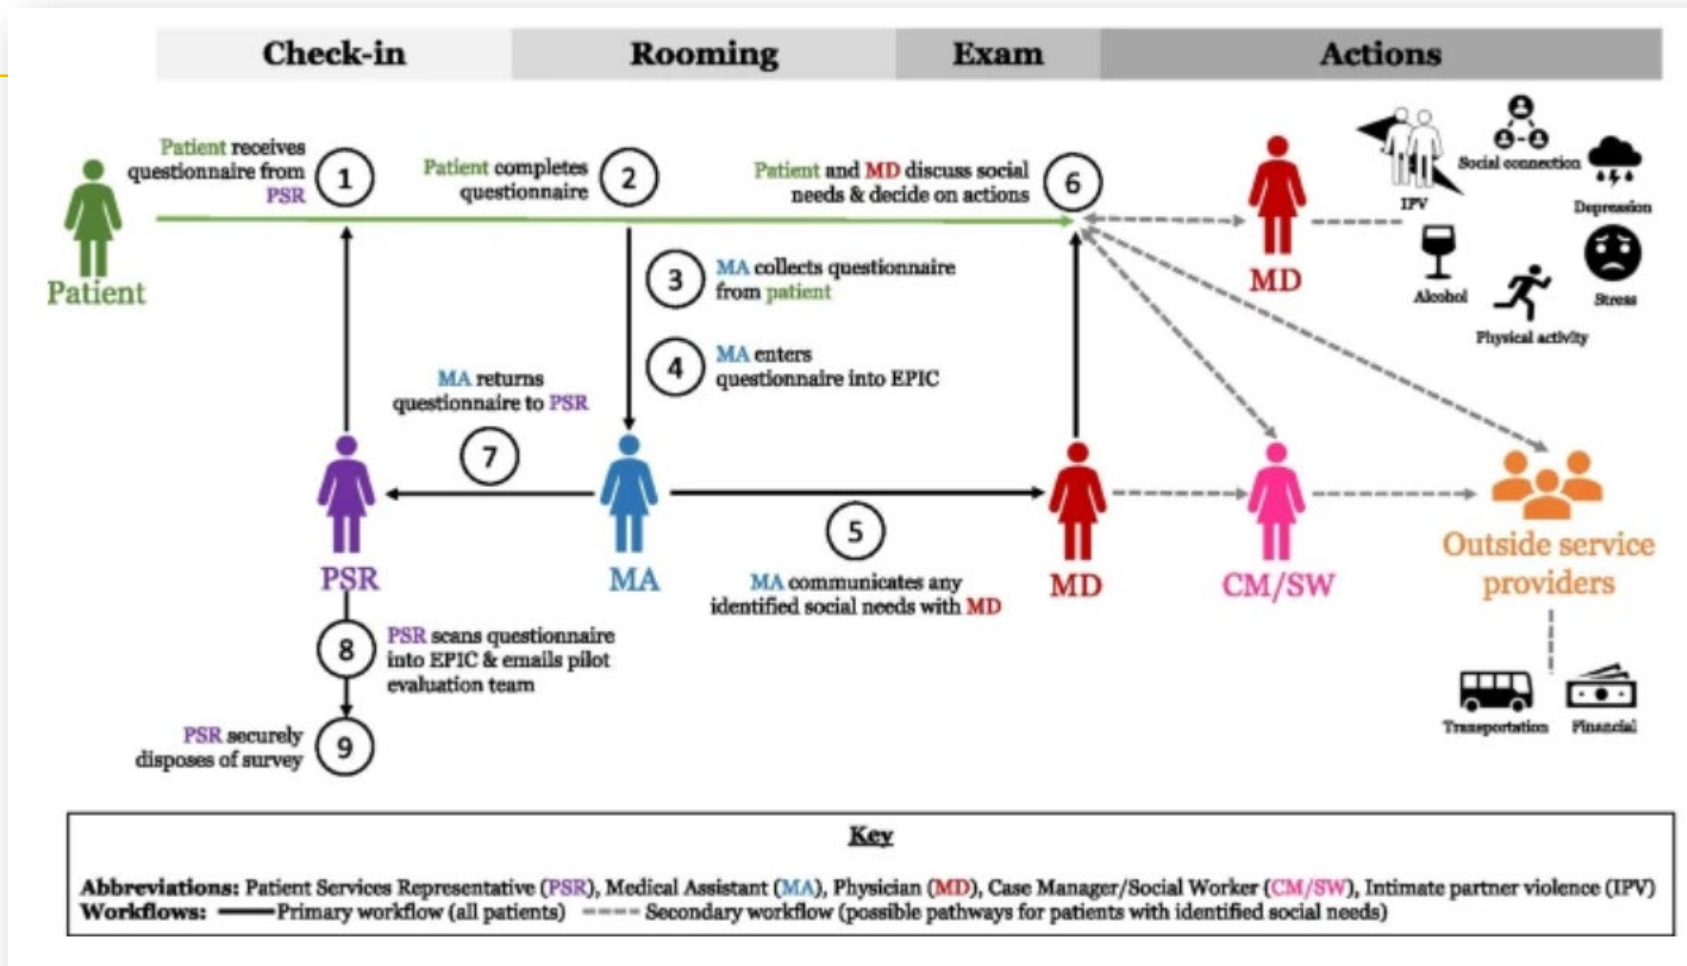 Check-in
Rooming
Exam
Actions
Patient receives
questionnaire from
PSR
1
Patient completes
questionnaire
2
Patient and MD discuss social
needs & decide on actions
6
Patient
MD
IPV
Social connection
Depression
Alcohol
Stress
Physical activity
3
MA collects questionnaire
from patient
4
MA enters
questionnaire into EPIC
MA returns
questionnaire to PSR
7
5
MA communicates any
identified social needs with MD
PSR
MA
MD
CM/SW
Outside service
providers
8
PSR scans questionnaire
into EPIC & emails pilot
evaluation team
PSR securely
disposes of survey
9
Transportation
Financial
Key
Abbreviations: Patient Services Representative (PSR), Medical Assistant (MA), Physician (MD), Case Manager/Social Worker (CM/SW), Intimate partner violence (IPV)
Workflows: Primary workflow (all patients) Secondary workflow (possible pathways for patients with identified social needs)